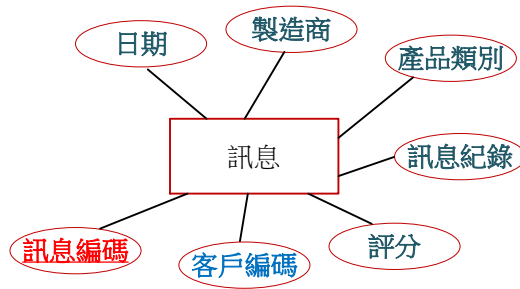 製造商
日期
產品類別
訊息
訊息紀錄
評分
訊息編碼
客戶編碼